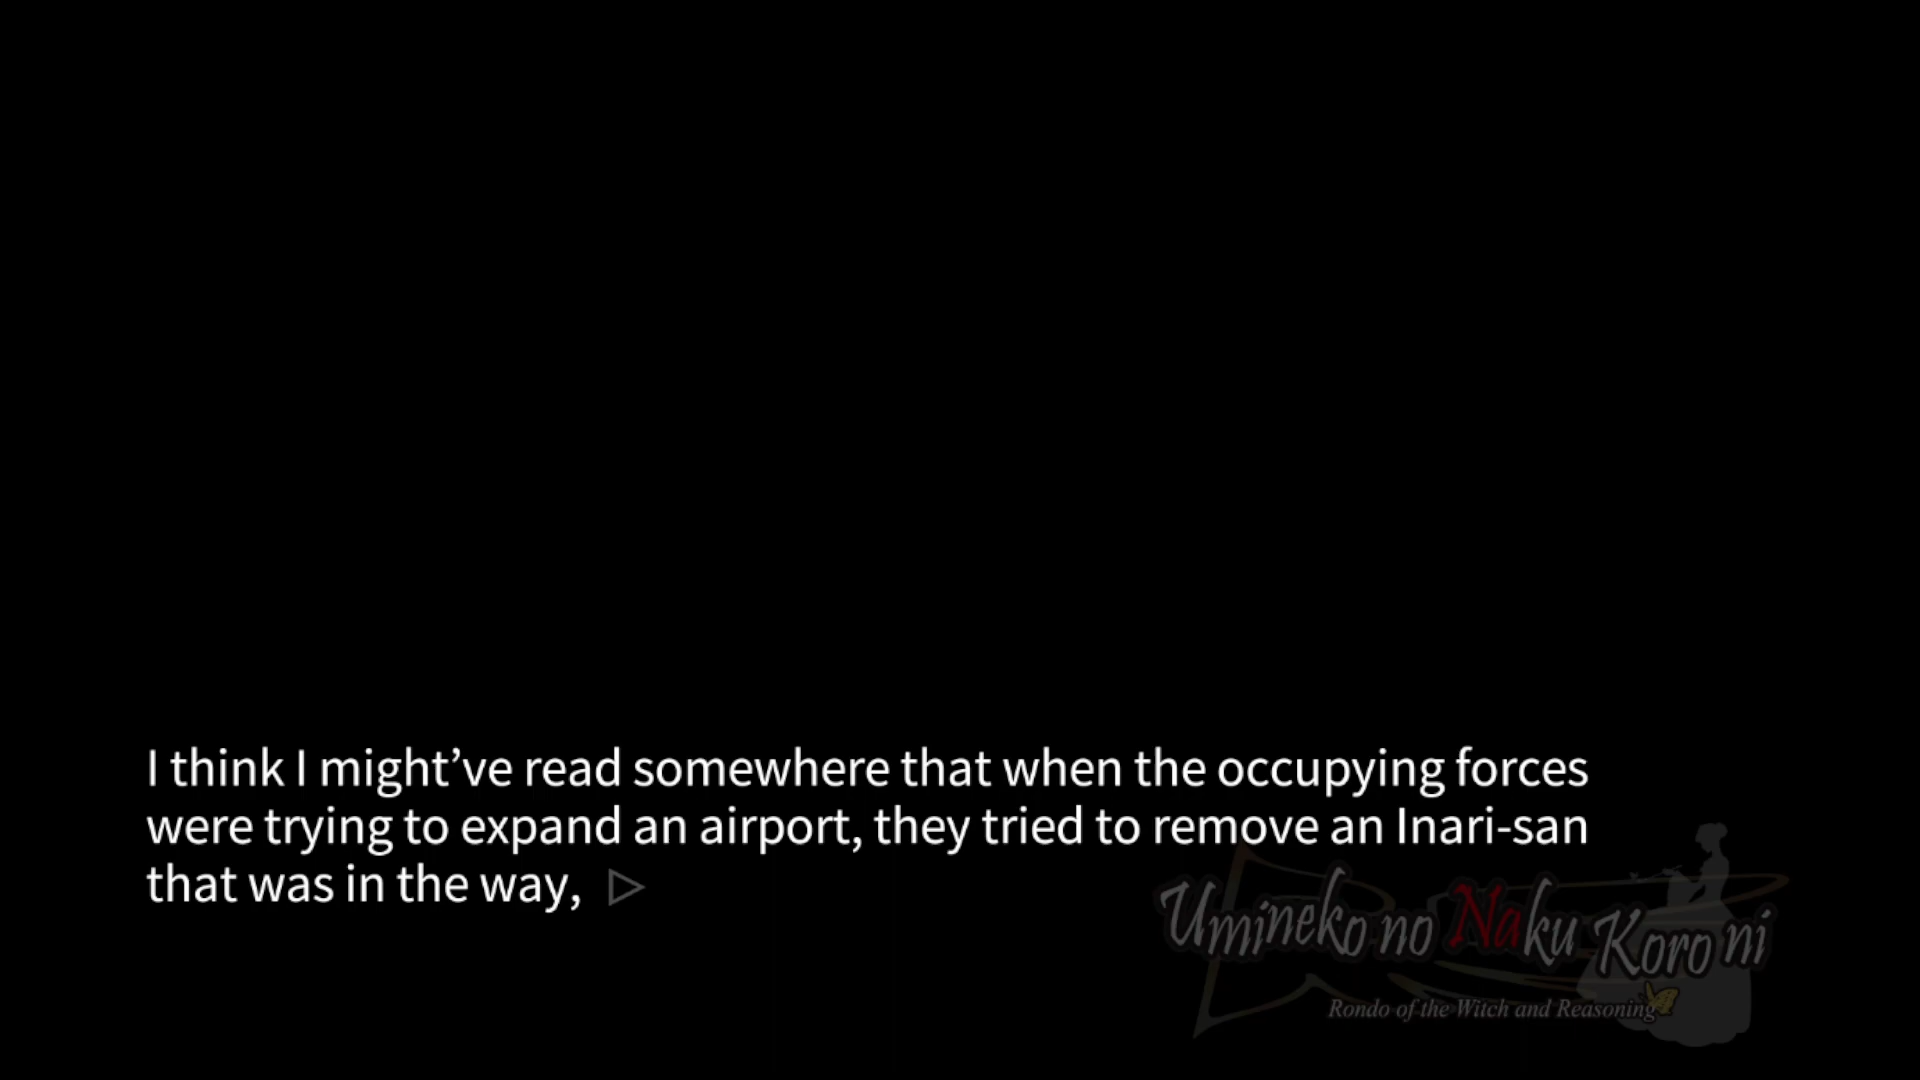 I think I might’ve read somewhere that when the occupying forces
were trying to expand an airport, they tried to remove an Inari-san
that was in the way,
Umineko no Naku Koro ni
Rondo of the Witch and Reasoning